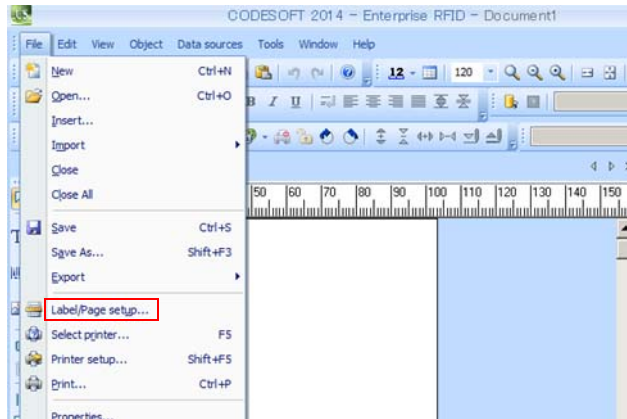 CODESOFT 2014 - Enterprise RFID - Document1
File Edit View Object Data sources Tools Window Help
New Ctrl+N
12 120
Open... Ctrl+O
B I U
Insert...
Import
Close
Close All
50 60 70 80 90 100 110 120 130 140 150
Save Ctrl+S
Save As... Shift+F3
Export
Label/Page setup...
Select printer... F5
Printer setup... Shift+F5
Print... Ctrl+P
Properties...